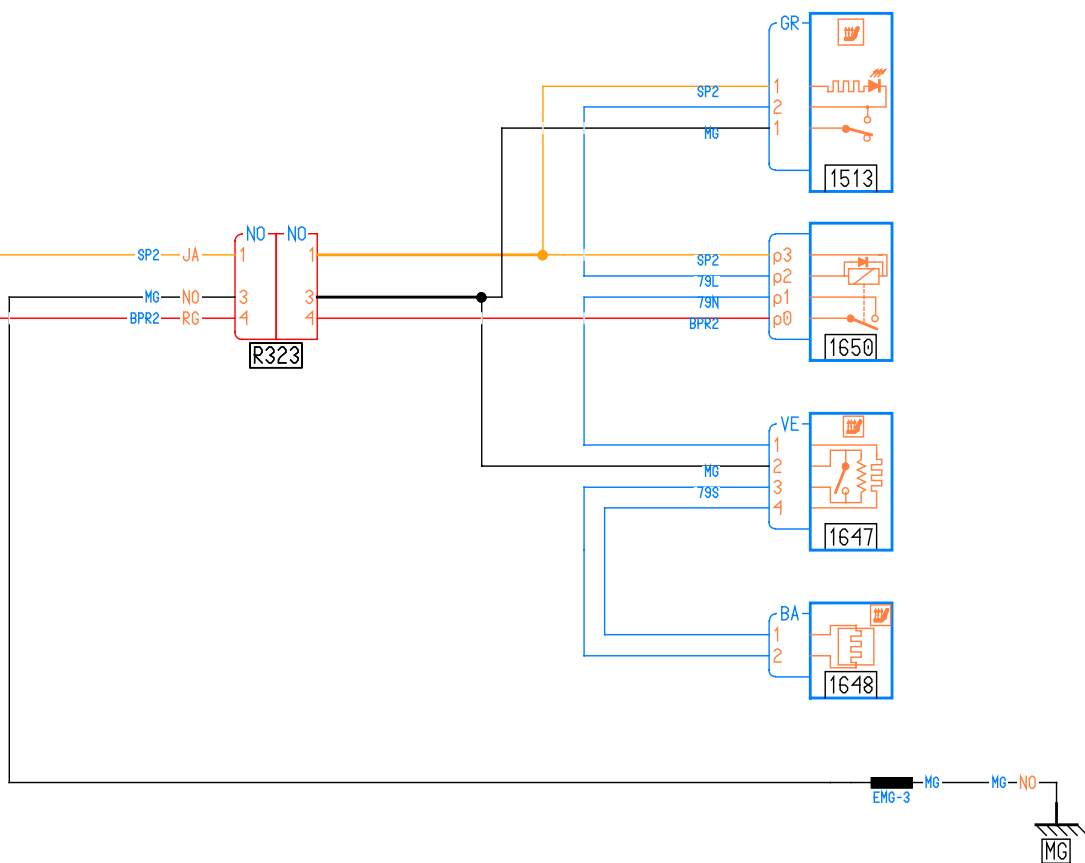 GR
SP2 1
2
MG 1
1513
NO NO
SP2 JA 1 1
SP2 p3
79L p2
MG NO 3 3
79N p1
BPR2 RG 4 4
BPR2 p0
1650
R323
VE
1
MG 2
3
79S 4
1647
BA
1
2
1648
MG MG NO
EMG-3
MG